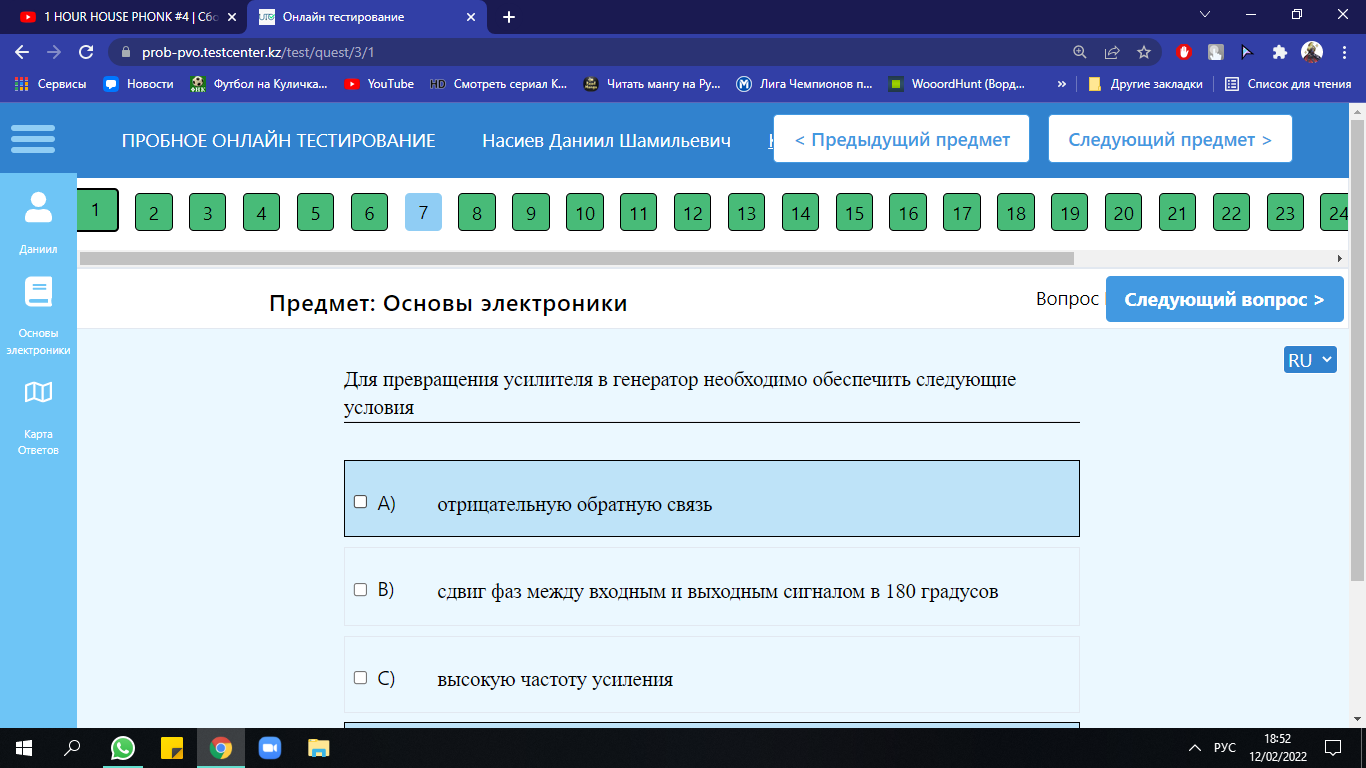 1 HOUR HOUSE PHONK #4 | Сбо
Онлайн тестирование
prob-pvo.testcenter.kz/test/quest/3/1
Сервисы
Новости
Футбол на Куличка...
YouTube
HD Смотреть сериал K...
Читать мангу на Ру...
Лига Чемпионов п...
WooordHunt (Ворд...
»
Другие закладки
Список для чтения
ПРОБНОЕ ОНЛАЙН ТЕСТИРОВАНИЕ
Насиев Даниил Шамильевич
< Предыдущий предмет
Следующий предмет >
1 2 3 4 5 6 7 8 9 10 11 12 13 14 15 16 17 18 19 20 21 22 23 24
Даниил
Основы
электроники
Карта
Ответов
Предмет: Основы электроники
Вопрос
Следующий вопрос >
RU
Для превращения усилителя в генератор необходимо обеспечить следующие
условия
A) отрицательную обратную связь
B) сдвиг фаз между входным и выходным сигналом в 180 градусов
C) высокую частоту усиления
РУС
18:52
12/02/2022